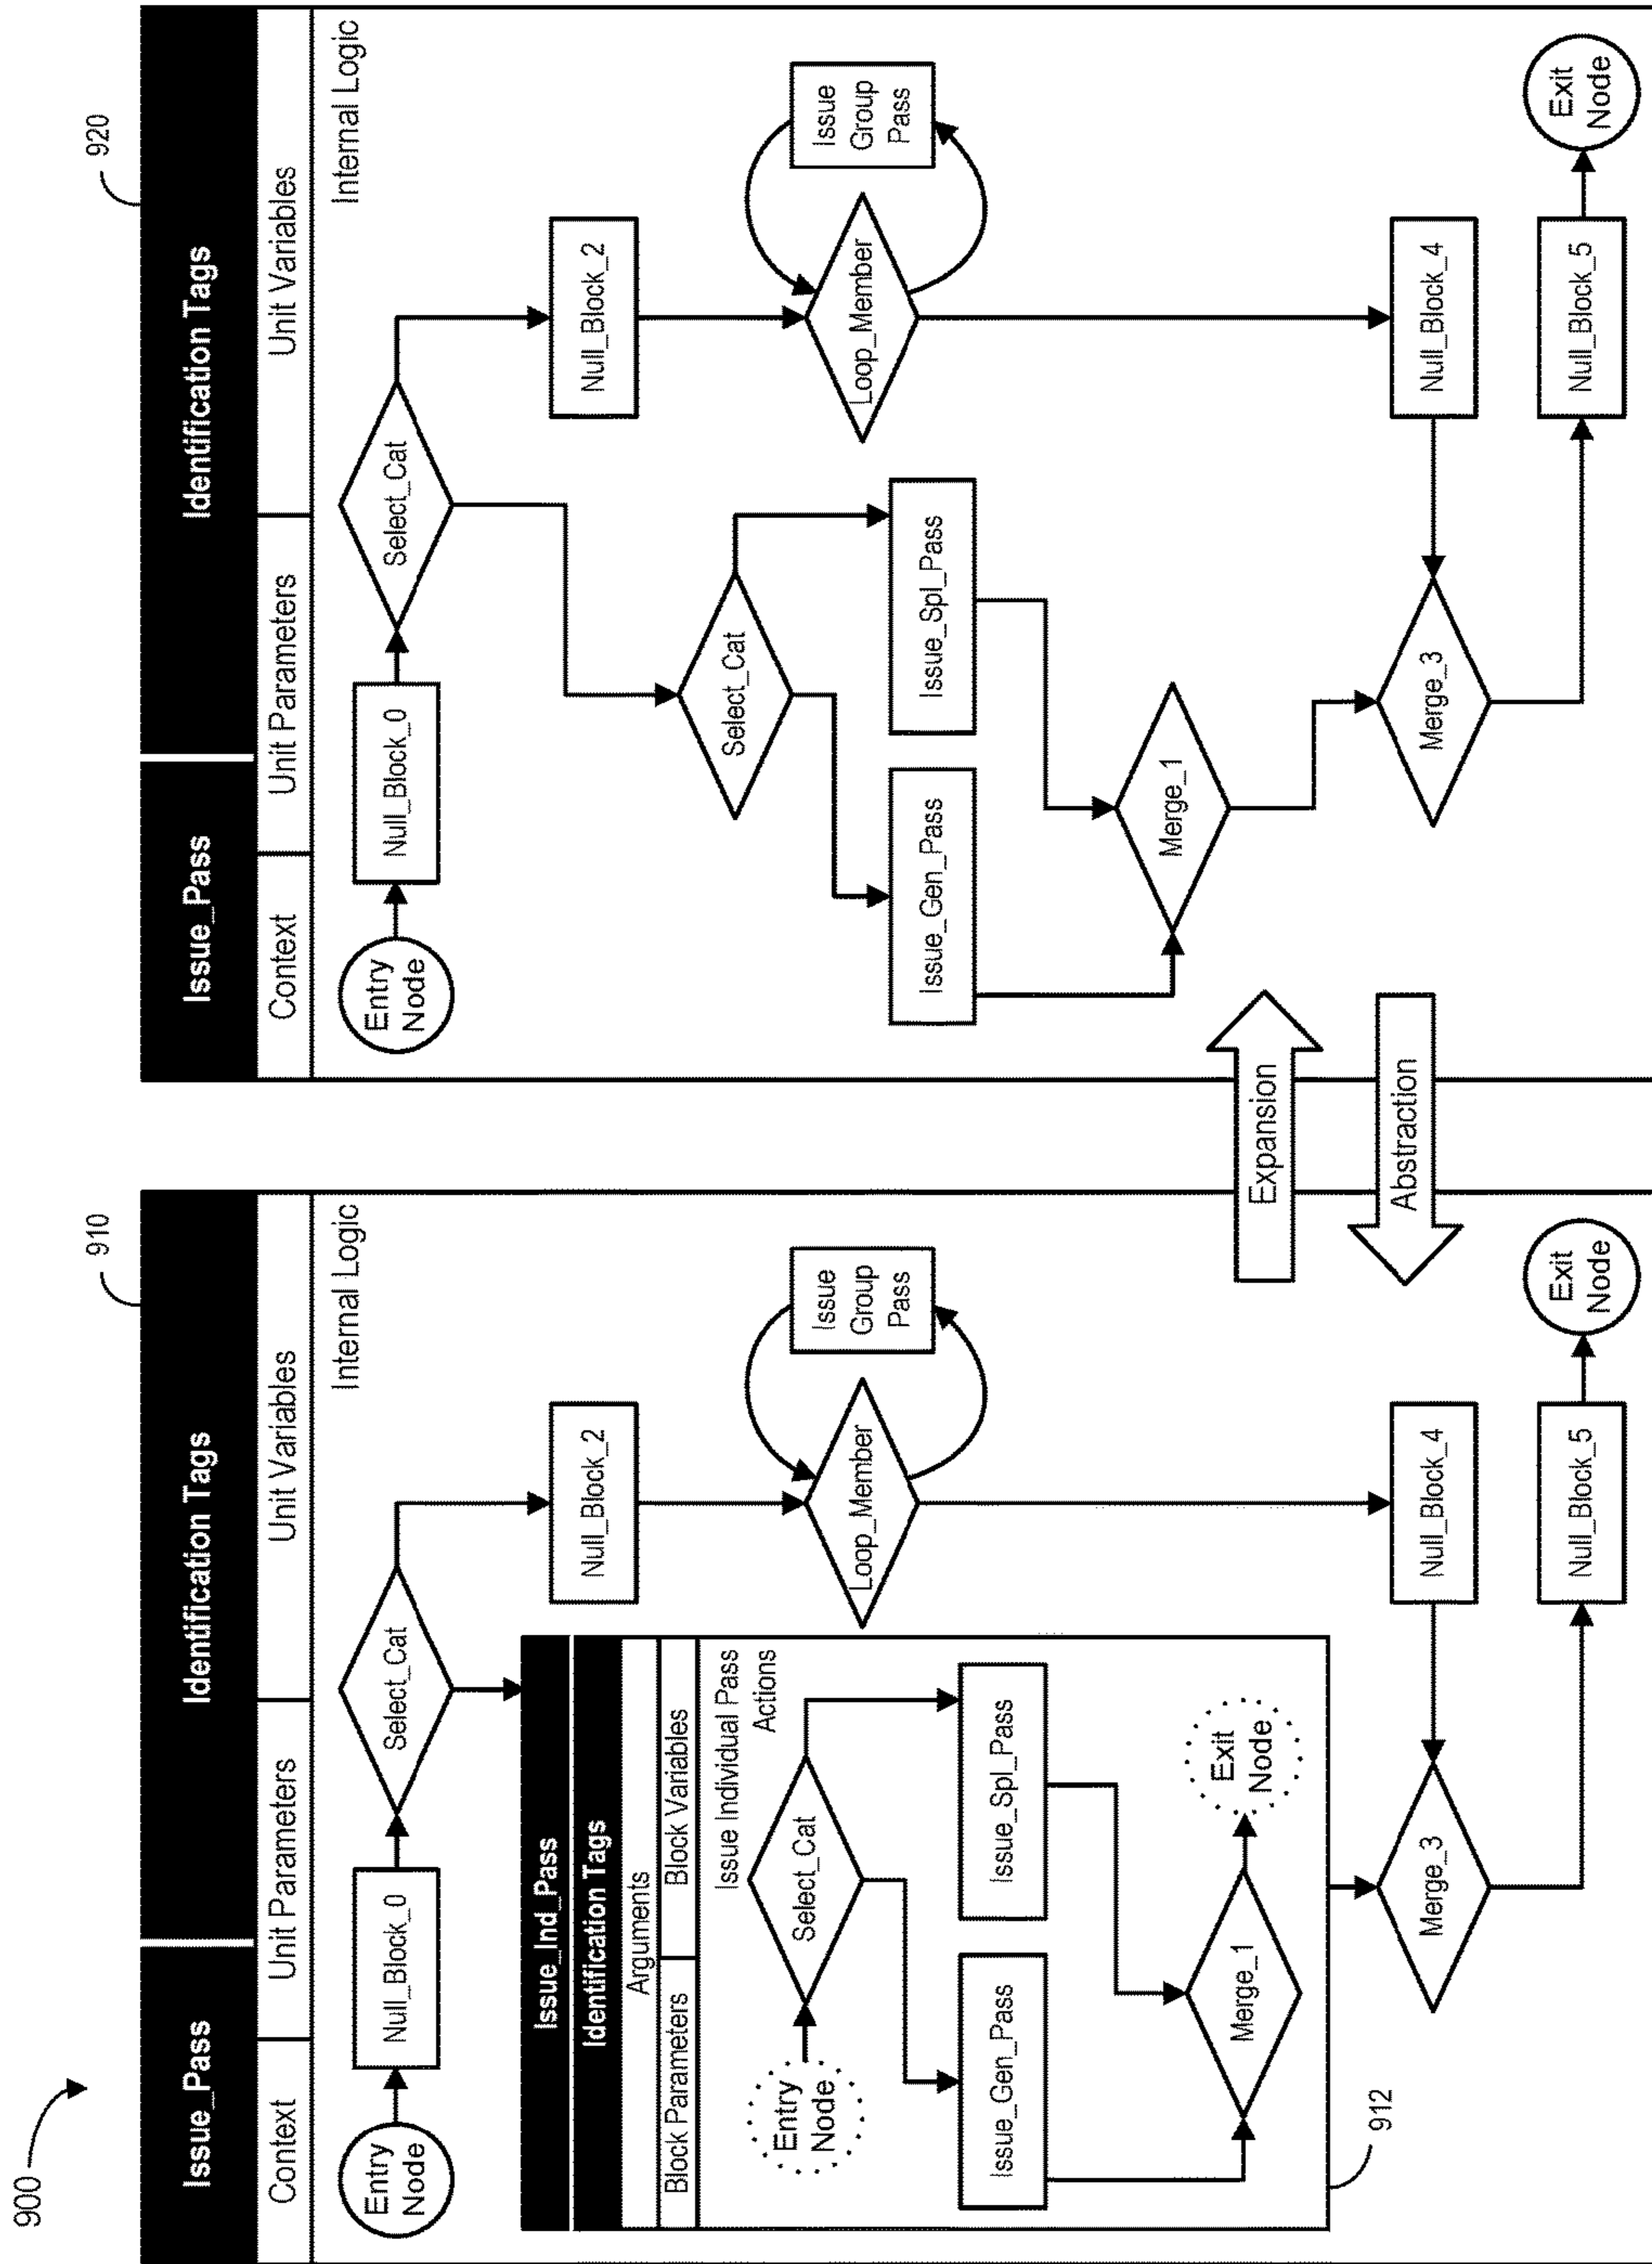 900
910
Issue_Pass
Identification Tags
Context
Unit Parameters
Unit Variables
Internal Logic
Entry
Node
Null_Block_0
Select_Cat
Null_Block_2
Issue_Ind_Pass
Identification Tags
Arguments
Block Parameters
Block Variables
Issue Individual Pass
Actions
Entry
Node
Select_Cat
Issue_Gen_Pass
Issue_Spl_Pass
Merge_1
Exit
Node
912
Loop_Member
Issue
Group
Pass
Null_Block_4
Merge_3
Null_Block_5
Exit
Node
Expansion
Abstraction
920
Issue_Pass
Identification Tags
Context
Unit Parameters
Unit Variables
Internal Logic
Entry
Node
Null_Block_0
Select_Cat
Null_Block_2
Select_Cat
Loop_Member
Issue
Group
Pass
Issue_Gen_Pass
Issue_Spl_Pass
Merge_1
Null_Block_4
Merge_3
Null_Block_5
Exit
Node